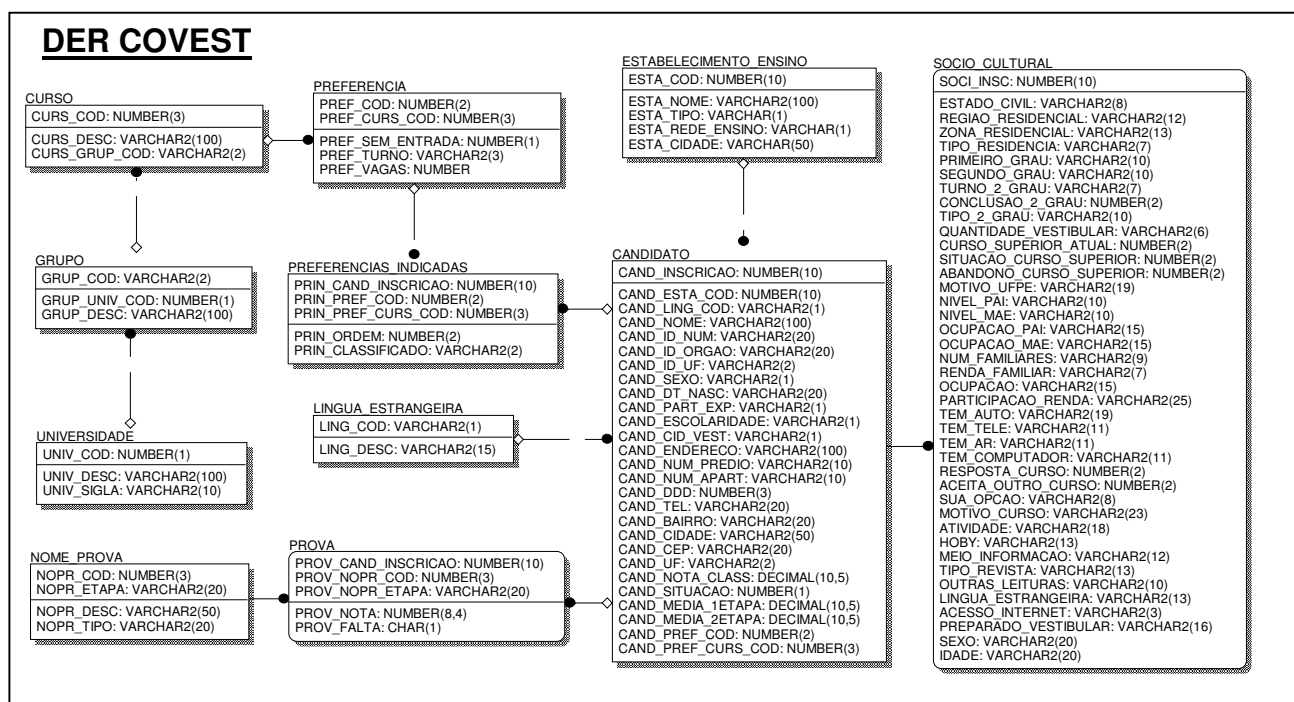 DER COVEST
CURSO
CURS_COD: NUMBER(3)
CURS_DESC: VARCHAR2(100)
CURS_GRUP_COD: VARCHAR2(2)
PREFERENCIA
PREF_COD: NUMBER(2)
PREF_CURS_COD: NUMBER(3)
PREF_SEM_ENTRADA: NUMBER(1)
PREF_TURNO: VARCHAR2(3)
PREF_VAGAS: NUMBER
ESTABELECIMENTO_ENSINO
ESTA_COD: NUMBER(10)
ESTA_NOME: VARCHAR2(100)
ESTA_TIPO: VARCHAR(1)
ESTA_REDE_ENSINO: VARCHAR(1)
ESTA_CIDADE: VARCHAR(50)
GRUPO
GRUP_COD: VARCHAR2(2)
GRUP_UNIV_COD: NUMBER(1)
GRUP_DESC: VARCHAR2(100)
PREFERENCIAS_INDICADAS
PRIN_CAND_INSCRICAO: NUMBER(10)
PRIN_PREF_COD: NUMBER(2)
PRIN_PREF_CURS_COD: NUMBER(3)
PRIN_ORDEM: NUMBER(2)
PRIN_CLASSIFICADO: VARCHAR2(2)
UNIVERSIDADE
UNIV_COD: NUMBER(1)
UNIV_DESC: VARCHAR2(100)
UNIV_SIGLA: VARCHAR2(10)
LINGUA_ESTRANGEIRA
LING_COD: VARCHAR2(1)
LING_DESC: VARCHAR2(15)
NOME_PROVA
NOPR_COD: NUMBER(3)
NOPR_ETAPA: VARCHAR2(20)
NOPR_DESC: VARCHAR2(50)
NOPR_TIPO: VARCHAR2(20)
PROVA
PROV_CAND_INSCRICAO: NUMBER(10)
PROV_NOPR_COD: NUMBER(3)
PROV_NOPR_ETAPA: VARCHAR2(20)
PROV_NOTA: NUMBER(8,4)
PROV_FALTA: CHAR(1)
CANDIDATO
CAND_INSCRICAO: NUMBER(10)
CAND_ESTA_COD: NUMBER(10)
CAND_LING_COD: VARCHAR2(1)
CAND_NOME: VARCHAR2(100)
CAND_ID_NUM: VARCHAR2(20)
CAND_ID_ORGAO: VARCHAR2(20)
CAND_ID_UF: VARCHAR2(2)
CAND_SEXO: VARCHAR2(1)
CAND_DT_NASC: VARCHAR2(20)
CAND_PART_EXP: VARCHAR2(1)
CAND_ESCOLARIDADE: VARCHAR2(1)
CAND_CID_VEST: VARCHAR2(1)
CAND_ENDERECO: VARCHAR2(100)
CAND_NUM_PREDIO: VARCHAR2(10)
CAND_NUM_APART: VARCHAR2(10)
CAND_DDD: NUMBER(3)
CAND_TEL: VARCHAR2(20)
CAND_BAIRRO: VARCHAR2(20)
CAND_CIDADE: VARCHAR2(50)
CAND_CEP: VARCHAR2(20)
CAND_UF: VARCHAR2(2)
CAND_NOTA_CLASS: DECIMAL(10,5)
CAND_SITUACAO: NUMBER(1)
CAND_MEDIA_1ETAPA: DECIMAL(10,5)
CAND_MEDIA_2ETAPA: DECIMAL(10,5)
CAND_PREF_COD: NUMBER(2)
CAND_PREF_CURS_COD: NUMBER(3)
SOCIO_CULTURAL
SOCI_INSC: NUMBER(10)
ESTADO_CIVIL: VARCHAR2(8)
REGIAO_RESIDENCIAL: VARCHAR2(12)
ZONA_RESIDENCIAL: VARCHAR2(13)
TIPO_RESIDENCIA: VARCHAR2(7)
PRIMEIRO_GRAU: VARCHAR2(10)
SEGUNDO_GRAU: VARCHAR2(10)
TURNO_2_GRAU: VARCHAR2(7)
CONCLUSAO_2_GRAU: NUMBER(2)
TIPO_2_GRAU: VARCHAR2(10)
QUANTIDADE_VESTIBULAR: VARCHAR2(6)
CURSO_SUPERIOR_ATUAL: NUMBER(2)
SITUACAO_CURSO_SUPERIOR: NUMBER(2)
ABANDONO_CURSO_SUPERIOR: NUMBER(2)
MOTIVO_UFPE: VARCHAR2(19)
NIVEL_PAI: VARCHAR2(10)
NIVEL_MAE: VARCHAR2(10)
OCUPACAO_PAI: VARCHAR2(15)
OCUPACAO_MAE: VARCHAR2(15)
NUM_FAMILIARES: VARCHAR2(9)
RENDA_FAMILIAR: VARCHAR2(7)
OCUPACAO: VARCHAR2(15)
PARTICIPACAO_RENDA: VARCHAR2(25)
TEM_AUTO: VARCHAR2(19)
TEM_TELE: VARCHAR2(11)
TEM_AR: VARCHAR2(11)
TEM_COMPUTADOR: VARCHAR2(11)
RESPOSTA_CURSO: NUMBER(2)
ACEITA_OUTRO_CURSO: NUMBER(2)
SUA_OPCAO: VARCHAR2(8)
MOTIVO_CURSO: VARCHAR2(23)
ATIVIDADE: VARCHAR2(18)
HOBY: VARCHAR2(13)
MEIO_INFORMACAO: VARCHAR2(12)
TIPO_REVISTA: VARCHAR2(13)
OUTRAS_LEITURAS: VARCHAR2(10)
LINGUA_ESTRANGEIRA: VARCHAR2(13)
ACESSO_INTERNET: VARCHAR2(3)
PREPARADO_VESTIBULAR: VARCHAR2(16)
SEXO: VARCHAR2(20)
IDADE: VARCHAR2(20)